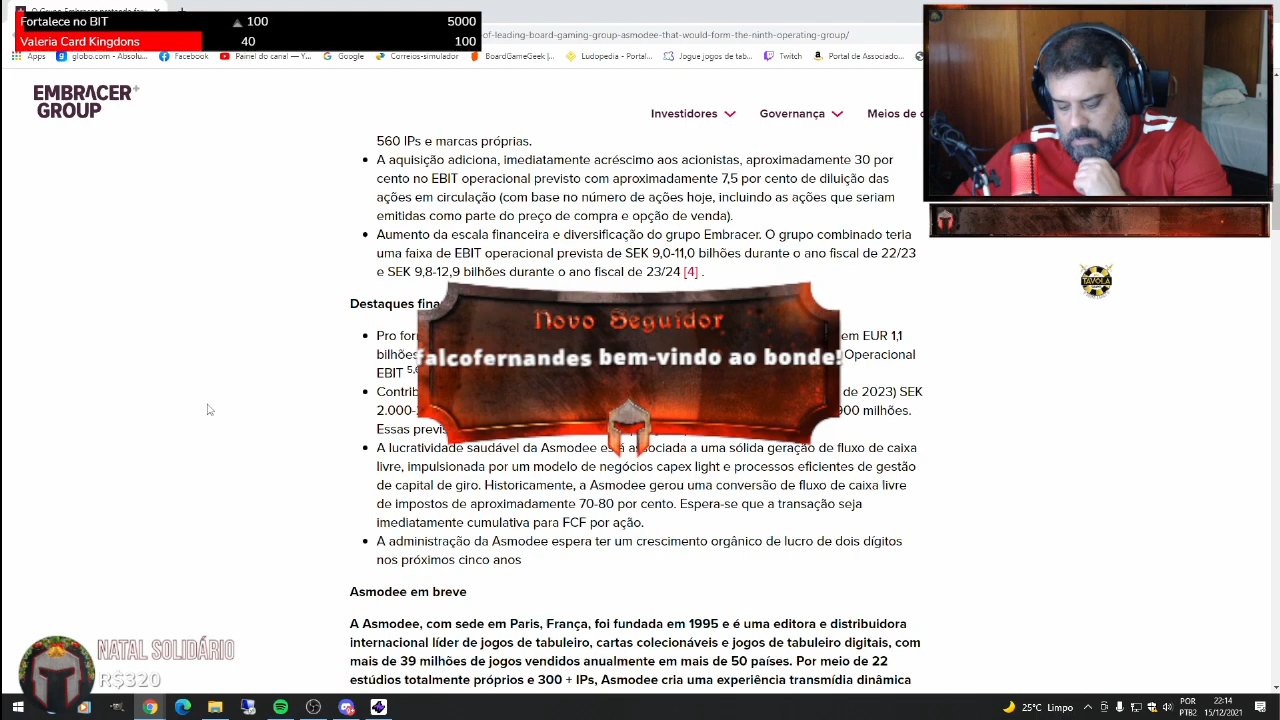 Fortalece no BIT 100 5000
Valeria Card Kingdons 40 100
of-leading-board-gaming-group-asmodee-that-would-form-the-ninth-operating-group/
Apps globo.com - Absolu... Facebook Painel do canal — Y... Google Correios-simulador BoardGameGeek |... Ludopedia - Portal... Jogue jogos de tab... Twitch Portal de Associado...
EMBRACER+
GROUP
Investidores Governança Meios de
560 IPs e marcas próprias.
A aquisição adiciona, imediatamente acréscimo aos acionistas, aproximadamente 30 por
cento no EBIT operacional previsto com aproximadamente 7,5 por cento de diluição das
ações em circulação (com base no número de ações hoje, incluindo as ações que seriam
emitidas como parte do preço de compra e opção de venda).
Aumento da escala financeira e diversificação do grupo Embracer. O grupo combinado teria
uma faixa de EBIT operacional prevista de SEK 9,0-11,0 bilhões durante o ano fiscal de 22/23
e SEK 9,8-12,9 bilhões durante o ano fiscal de 23/24 [4] .
Destaques fina
Novo Seguidor
Pro for em EUR 1,1
falcofernandes bem-vindo ao bonde!
bilhões Operacional
EBIT
Contrib de 2023) SEK
2.000- 900 milhões.
Essas previs
A lucratividade saudável da Asmodee está associada a uma sólida geração de fluxo de caixa
livre, impulsionada por um modelo de negócios capex light e processos eficientes de gestão
de capital de giro. Historicamente, a Asmodee gerou uma conversão de fluxo de caixa livre
de impostos de aproximadamente 70-80 por cento. Espera-se que a transação seja
imediatamente cumulativa para FCF por ação.
A administração da Asmodee espera ter um crescimento orgânico de lucro de dois dígitos
nos próximos cinco anos
Asmodee em breve
A Asmodee, com sede em Paris, França, foi fundada em 1995 e é uma editora e distribuidora
internacional líder de jogos de tabuleiro, cartas colecionáveis e jogos de tabuleiro digitais, com
mais de 39 milhões de jogos vendidos anualmente em mais de 50 países. Por meio de 22
estúdios totalmente próprios e 300 + IPs, Asmodee cria uma experiência transmídia dinâmica
TAVOLA
NATAL SOLIDÁRIO
R$320
25°C Limpo
POR
PTB2
22:14
15/12/2021